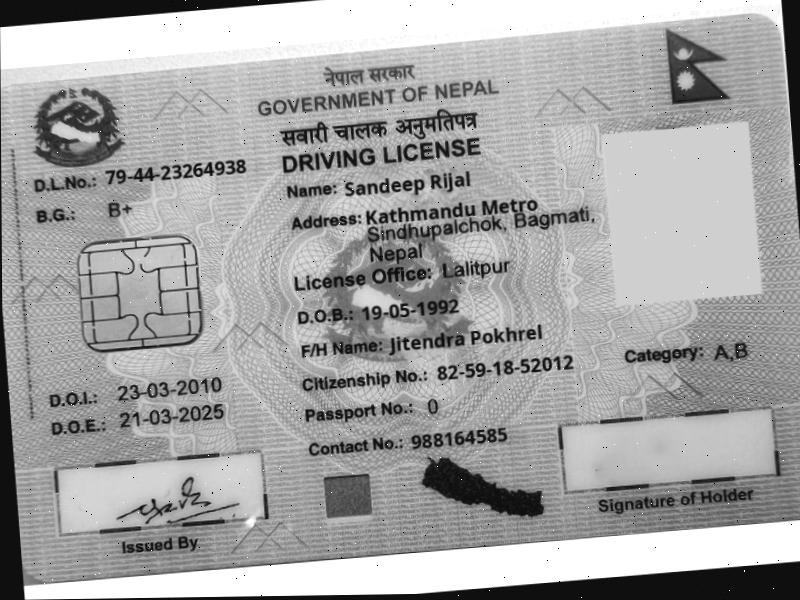 नेपाल सरकार
GOVERNMENT OF NEPAL
सवारी चालक अनुमतिपत्र
DRIVING LICENSE
D.L.No.: 79-44-23264938
B.G.: B+
Name: Sandeep Rijal
Address: Kathmandu Metro
Sindhupalchok, Bagmati,
Nepal
License Office: Lalitpur
D.O.B.: 19-05-1992
F/H Name: Jitendra Pokhrel
Citizenship No.: 82-59-18-52012
Category: A,B
D.O.I.: 23-03-2010
Passport No.: 0
D.O.E.: 21-03-2025
Contact No.: 988164585
Issued By
Signature of Holder